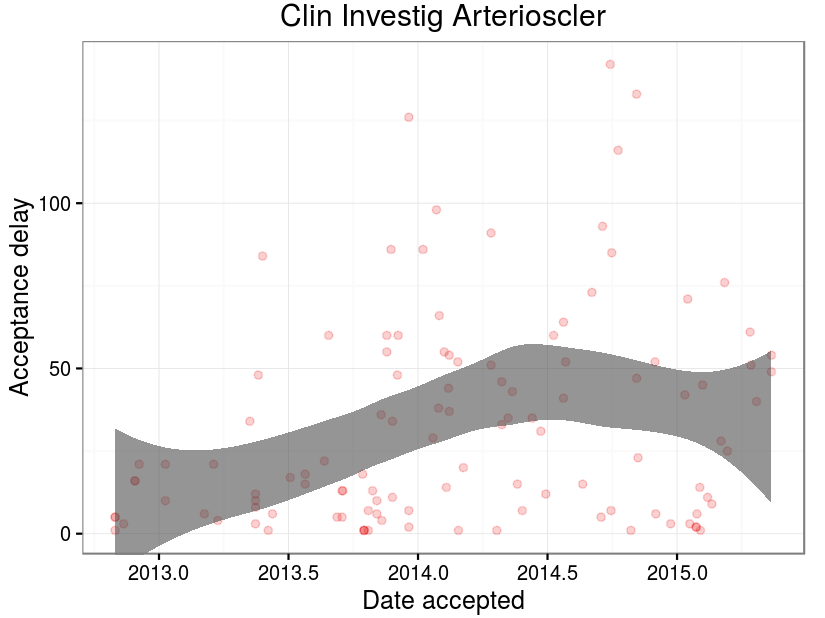 Clin Investig Arterioscler
Acceptance delay
100
50
0
2013.0 2013.5 2014.0 2014.5 2015.0
Date accepted